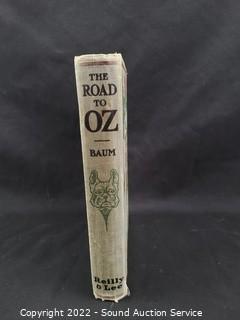 THE
ROAD
TO
OZ
BAUM
Reilly
& Lee
Copyright 2022 - Sound Auction Service